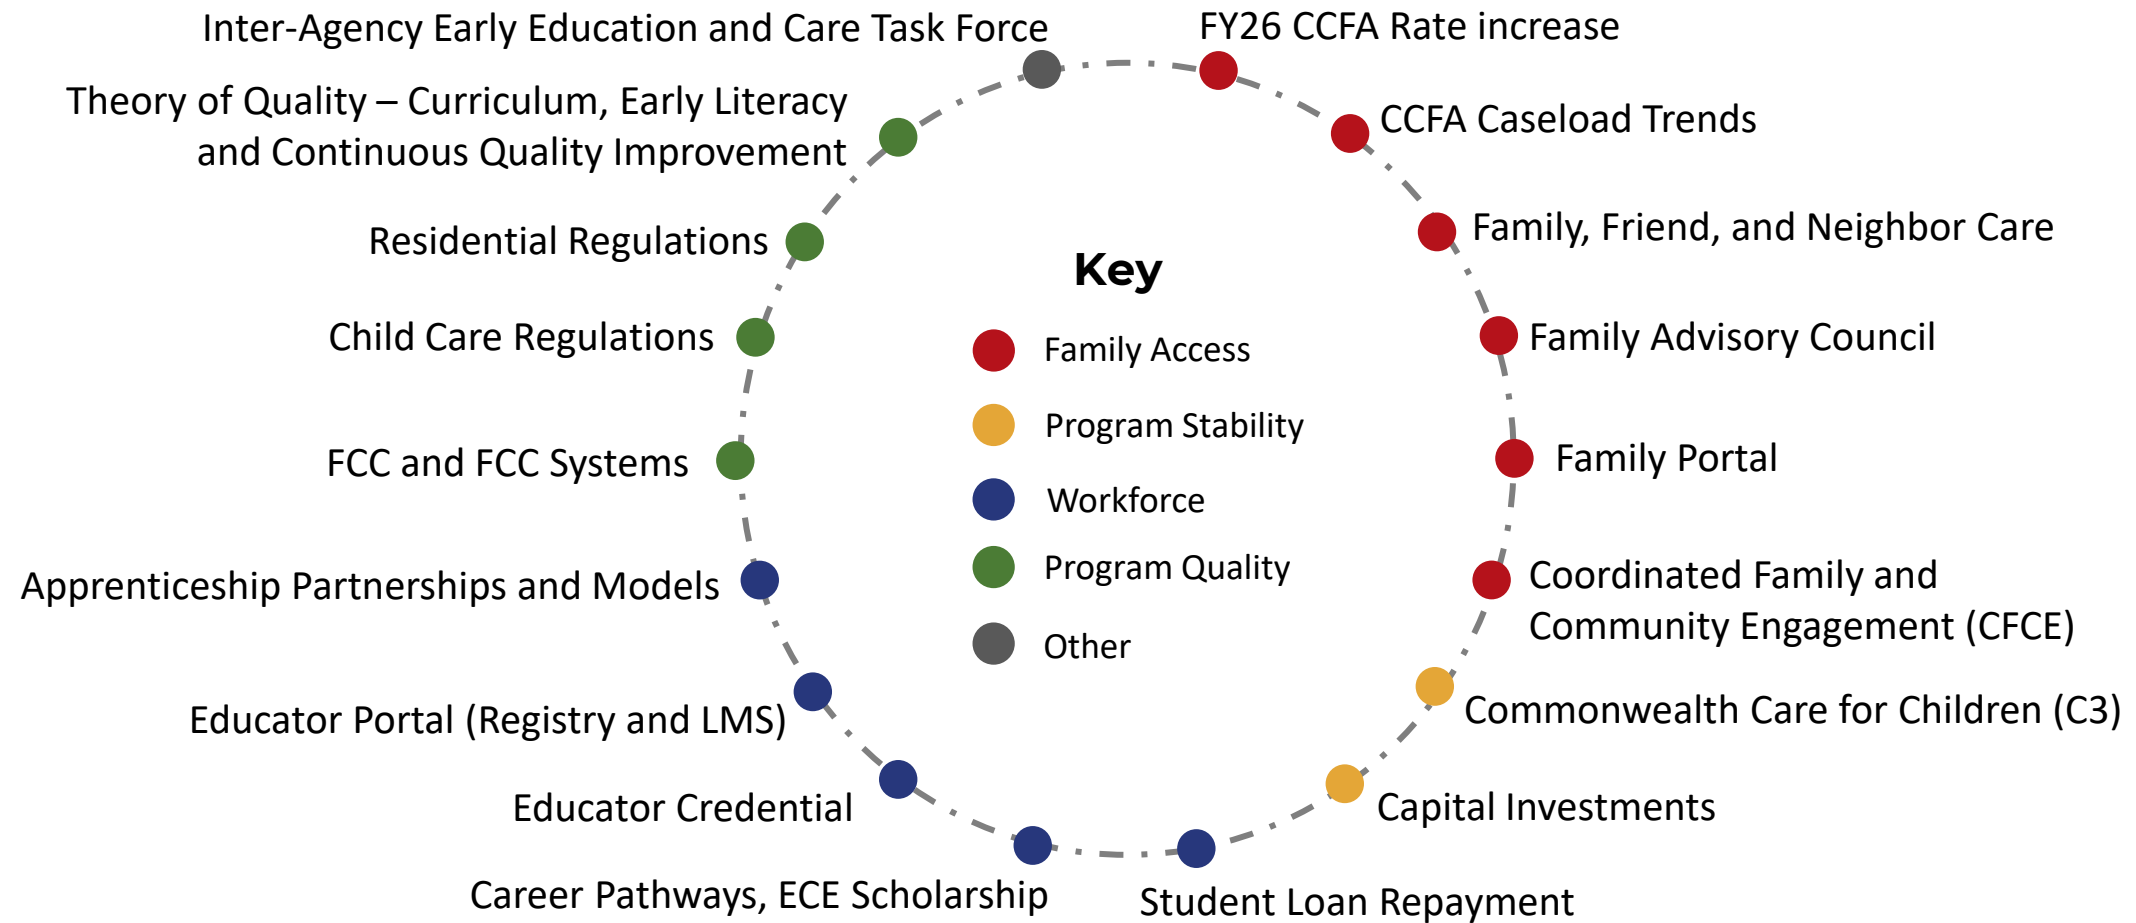 Inter-Agency Early Education and Care Task Force
FY26 CCFA Rate increase
Theory of Quality – Curriculum, Early Literacy
and Continuous Quality Improvement
CCFA Caseload Trends
Residential Regulations
Family, Friend, and Neighbor Care
Child Care Regulations
Family Advisory Council
FCC and FCC Systems
Family Portal
Apprenticeship Partnerships and Models
Coordinated Family and
Community Engagement (CFCE)
Educator Portal (Registry and LMS)
Commonwealth Care for Children (C3)
Educator Credential
Capital Investments
Career Pathways, ECE Scholarship
Student Loan Repayment
Key
Family Access
Program Stability
Workforce
Program Quality
Other